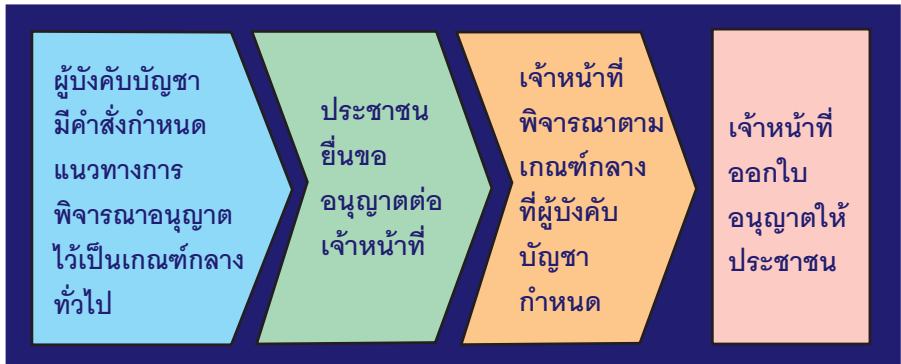 ผู้บังคับบัญชา
มีคำสั่งกำหนด
แนวทางการ
พิจารณาอนุญาต
ไว้เป็นเกณฑ์กลาง
ทั่วไป
ประชาชน
ยื่นขอ
อนุญาตต่อ
เจ้าหน้าที่
เจ้าหน้าที่
พิจารณาตาม
เกณฑ์กลาง
ที่ผู้บังคับ
บัญชา
กำหนด
เจ้าหน้าที่
ออกใบ
อนุญาตให้
ประชาชน